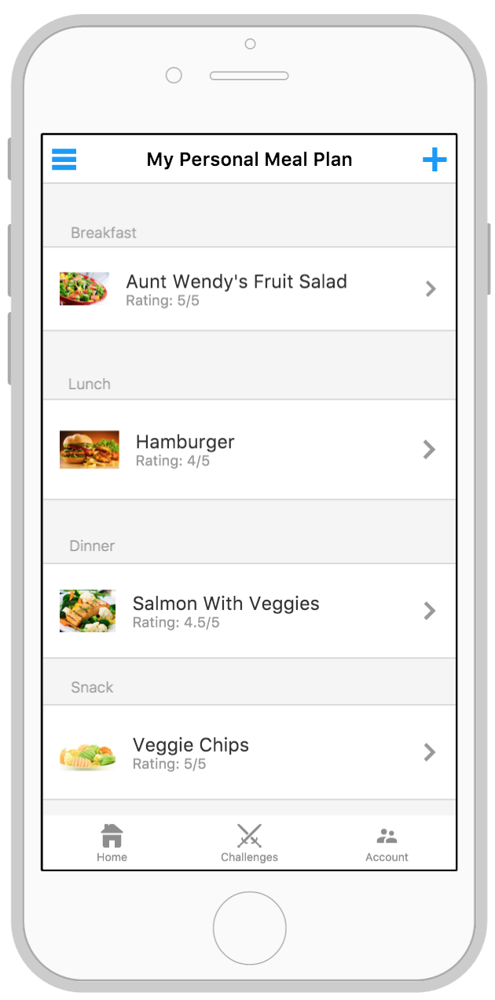 My Personal Meal Plan
Breakfast
Aunt Wendy's Fruit Salad
Rating: 5/5
Lunch
Hamburger
Rating: 4/5
Dinner
Salmon With Veggies
Rating: 4.5/5
Snack
Veggie Chips
Rating: 5/5
Home
Challenges
Account